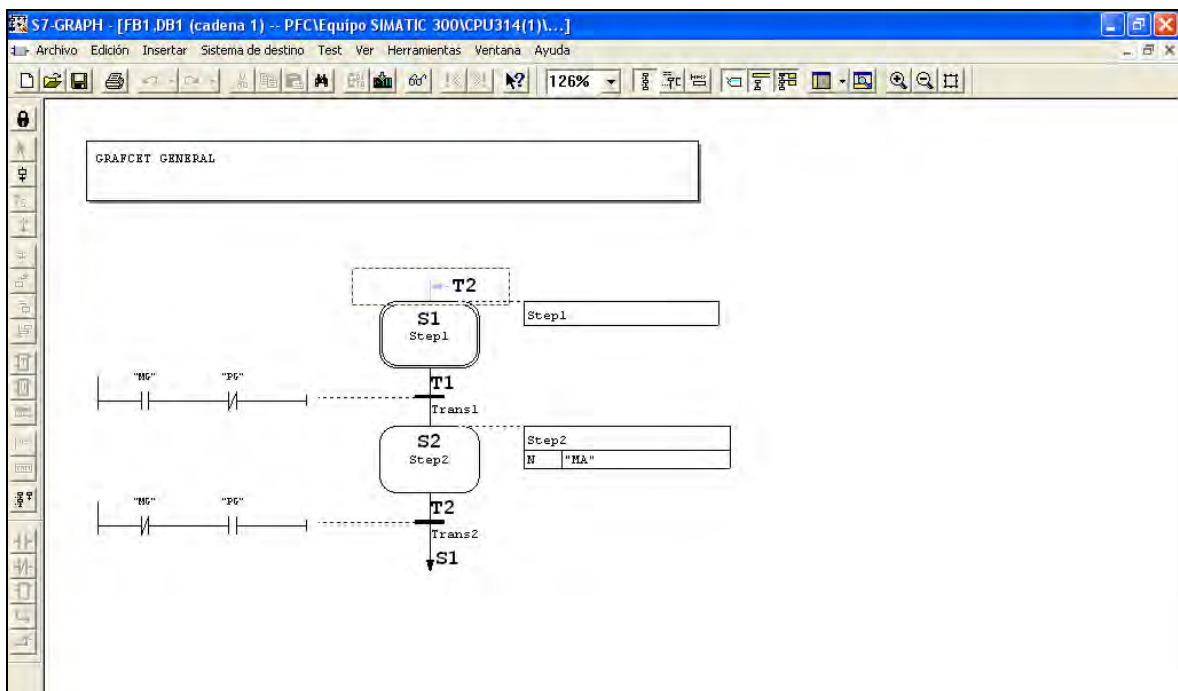 S7-GRAPH - [FB1,DB1 (cadena 1) -- PFC\Equipo SIMATIC 300\CPU314(1)\...]
Archivo Edición Insertar Sistema de destino Test Ver Herramientas Ventana Ayuda
126%
GRAFCET GENERAL
T2
S1
Step1
Step1
"MG" "PG"
T1
Trans1
S2
Step2
Step2
N "MA"
"MG" "PG"
T2
Trans2
S1